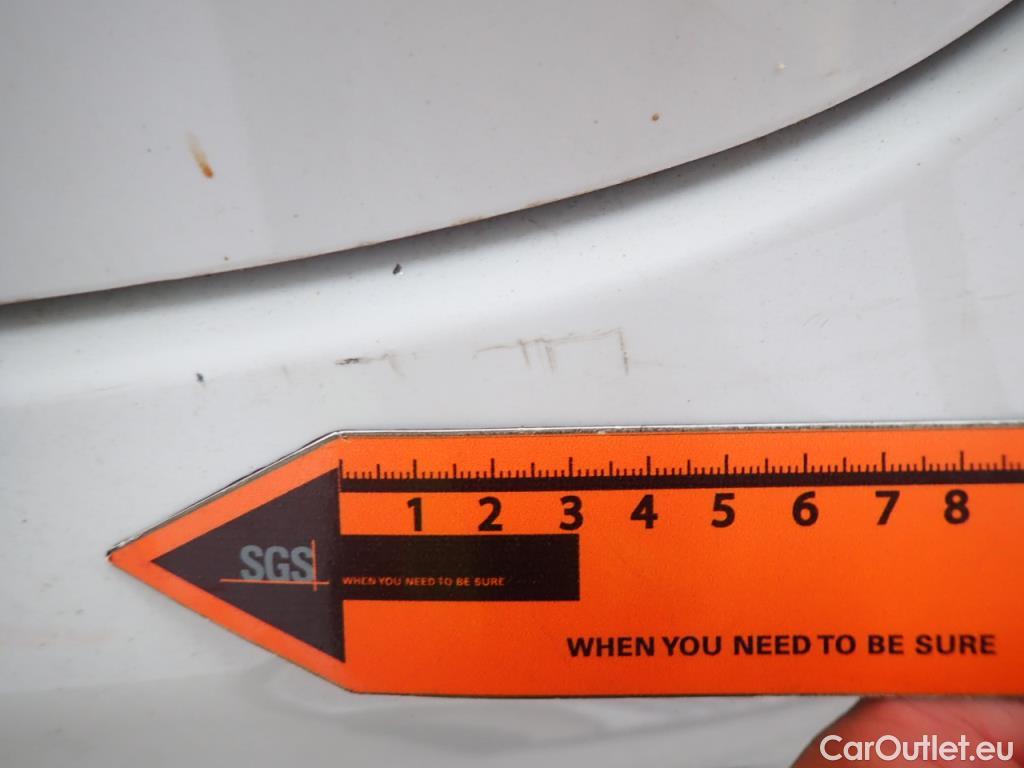 1 2 3 4 5 6 7 8
SGS
WHEN YOU NEED TO BE SURE
WHEN YOU NEED TO BE SURE
CarOutlet.eu